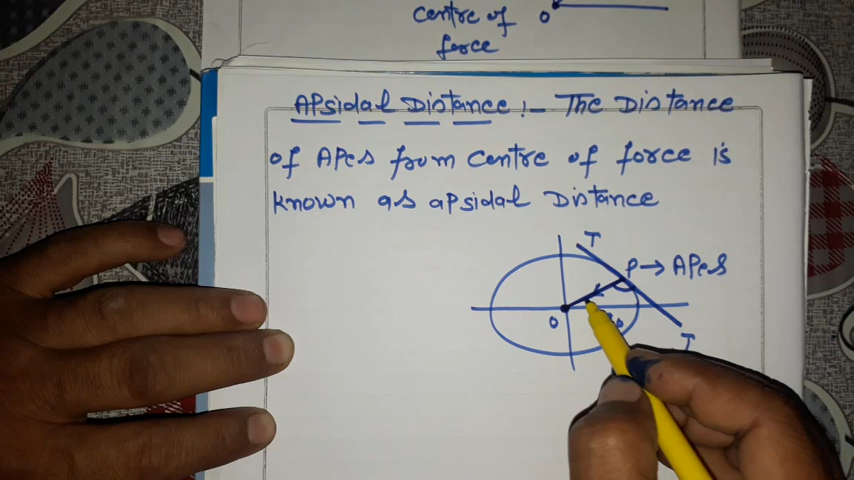 Centre of
force
O
APsidal Distance :- The Distance
of APes from Centre of force is
known as apsidal Distance
T
P → APes
O
T